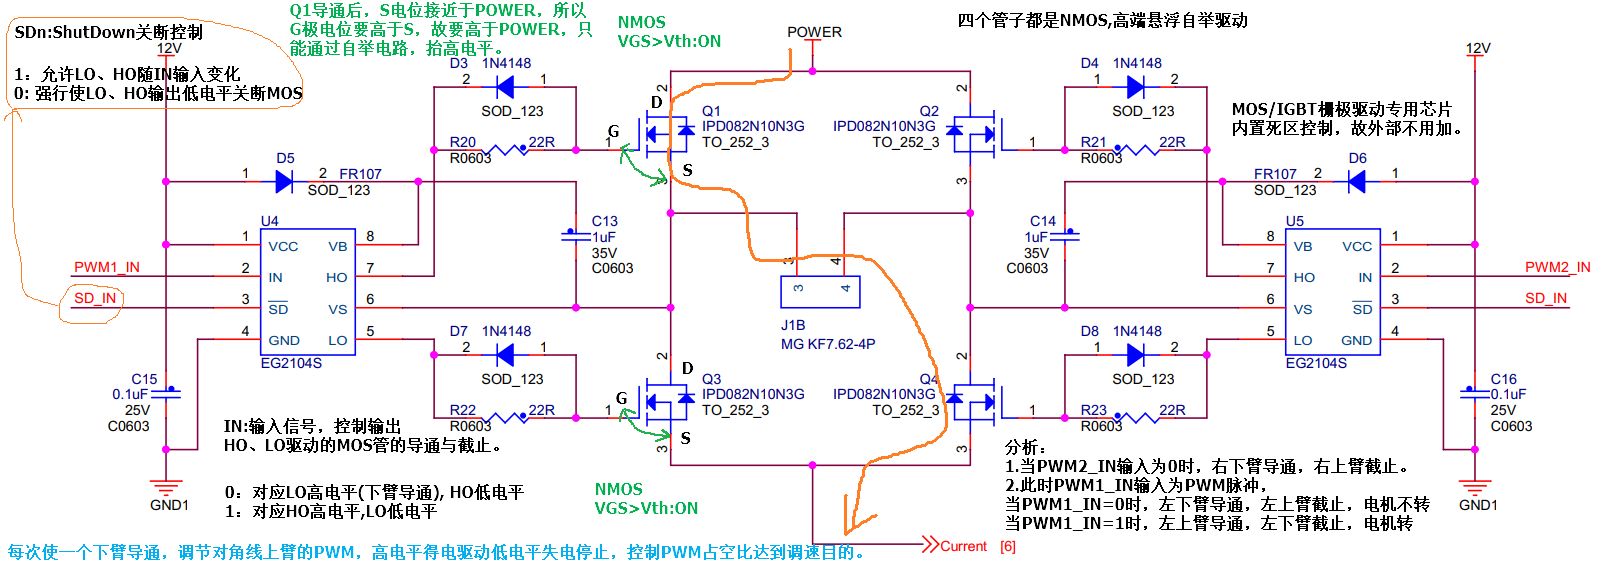 Q1导通后，S电位接近于POWER，所以
G极电位要高于S，故要高于POWER，只
能通过自举电路，抬高电平。
NMOS
VGS>Vth:ON
四个管子都是NMOS,高端悬浮自举驱动
SDn:ShutDown关断控制
12V
1：允许LO、HO随IN输入变化
0: 强行使LO、HO输出低电平关断MOS
POWER
12V
MOS/IGBT栅极驱动专用芯片
内置死区控制，故外部不用加。
D3 1N4148
2 1
SOD_123
R20 22R
R0603
D G S
2
1
3
Q1
IPD082N10N3G
TO_252_3
Q2
IPD082N10N3G
TO_252_3
2
1
3
D4 1N4148
1 2
SOD_123
R21 22R
R0603
D5
1 2 FR107
SOD_123
D6
FR107 2 1
SOD_123
U4
1 VCC VB 8
PWM1_IN 2 IN HO 7
SD_IN 3 SD VS 6
4 GND LO 5
EG2104S
C13
1uF
35V
C0603
3 4
3 4
J1B
MG KF7.62-4P
C14
1uF
35V
C0603
U5
8 VB VCC 1
7 HO IN 2 PWM2_IN
6 VS SD 3 SD_IN
5 LO GND 4
EG2104S
D7 1N4148
2 1
SOD_123
R22 22R
R0603
D G S
2
1
3
Q3
IPD082N10N3G
TO_252_3
Q4
IPD082N10N3G
TO_252_3
2
1
3
D8 1N4148
1 2
SOD_123
R23 22R
R0603
C15
0.1uF
25V
C0603
GND1
C16
0.1uF
25V
C0603
GND1
IN:输入信号，控制输出
HO、LO驱动的MOS管的导通与截止。
0：对应LO高电平(下臂导通), HO低电平
1：对应HO高电平,LO低电平
NMOS
VGS>Vth:ON
分析：
1.当PWM2_IN输入为0时，右下臂导通，右上臂截止。
2.此时PWM1_IN输入为PWM脉冲，
当PWM1_IN=0时，左下臂导通，左上臂截止，电机不转
当PWM1_IN=1时，左上臂导通，左下臂截止，电机转
Current [6]
每次使一个下臂导通，调节对角线上臂的PWM，高电平得电驱动低电平失电停止，控制PWM占空比达到调速目的。